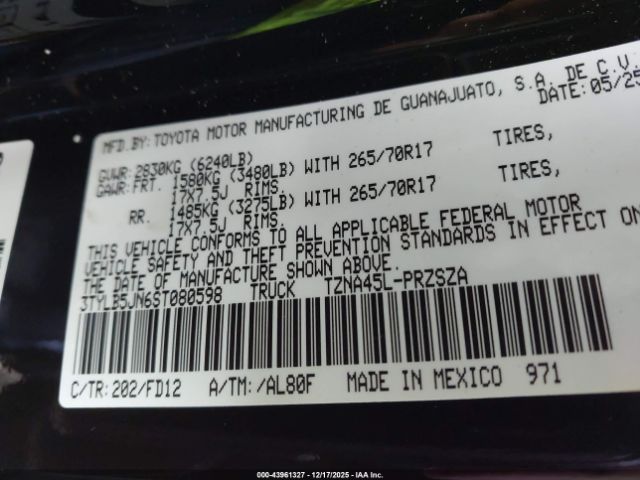 MFD.BY:TOYOTA MOTOR MANUFACTURING DE GUANAJUATO, S.A. DE C.V.
DATE:05/25
GVWR:2830KG (6240LB)
GAWR:FRT. 1580KG (3480LB) WITH 265/70R17 TIRES,
17X7.5J RIMS.
RR. 1485KG (3275LB) WITH 265/70R17 TIRES,
17X7.5J RIMS.
THIS VEHICLE CONFORMS TO ALL APPLICABLE FEDERAL MOTOR
VEHICLE SAFETY AND THEFT PREVENTION STANDARDS IN EFFECT ON
THE DATE OF MANUFACTURE SHOWN ABOVE.
3TYLB5JN6ST080598 TRUCK TZNA45L-PRZSZA
C/TR:202/FD12 A/TM:/AL80F MADE IN MEXICO 971
000-43961327 - 12/17/2025 - IAAI.COM